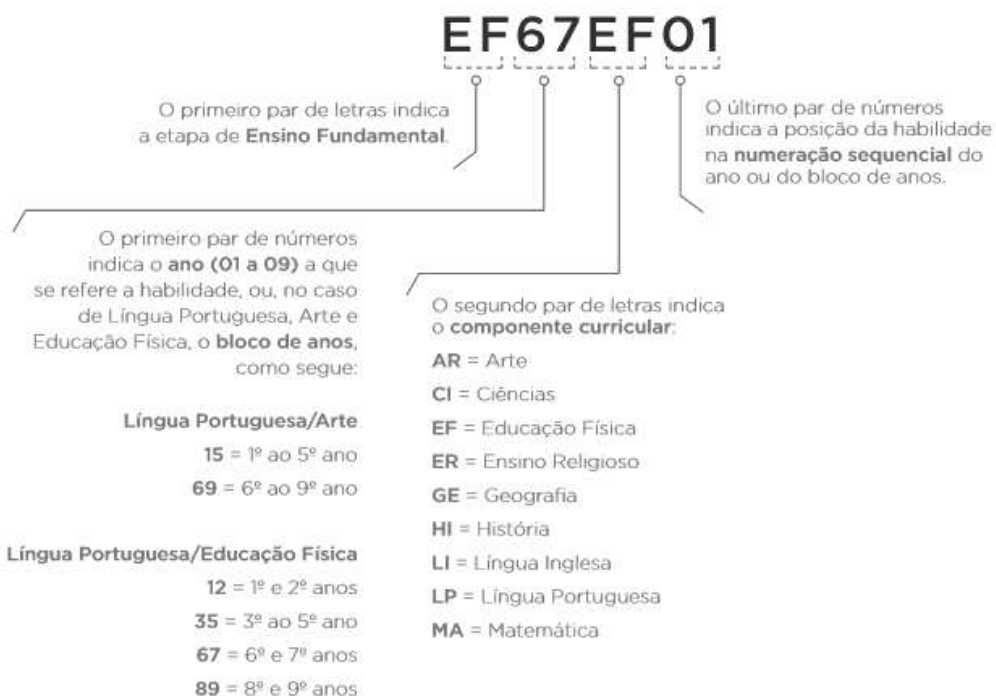 EF67EF01
O primeiro par de letras indica
a etapa de Ensino Fundamental.
O último par de números
indica a posição da habilidade
na numeração sequencial do
ano ou do bloco de anos.
O primeiro par de números
indica o ano (01 a 09) a que
se refere a habilidade, ou, no caso
de Língua Portuguesa, Arte e
Educação Física, o bloco de anos,
como segue:
Língua Portuguesa/Arte
15 = 1º ao 5º ano
69 = 6º ao 9º ano
Língua Portuguesa/Educação Física
12 = 1º e 2º anos
35 = 3º ao 5º ano
67 = 6º e 7º anos
89 = 8º e 9º anos
O segundo par de letras indica
o componente curricular:
AR = Arte
CI = Ciências
EF = Educação Física
ER = Ensino Religioso
GE = Geografia
HI = História
LI = Língua Inglesa
LP = Língua Portuguesa
MA = Matemática